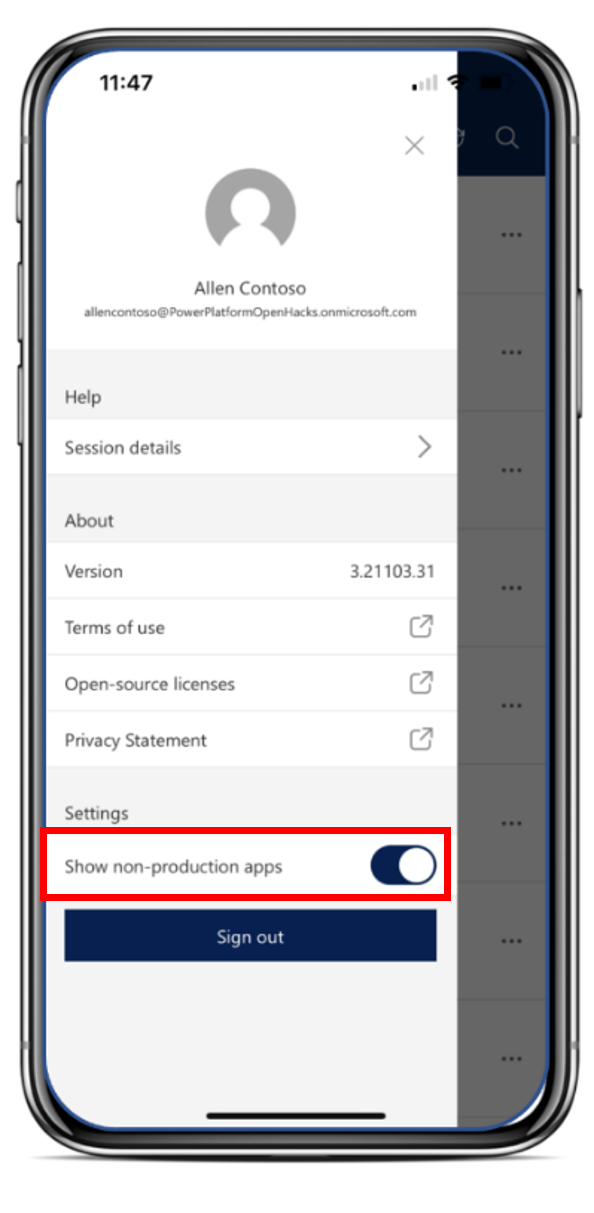 11:47
Allen Contoso
allencontoso@PowerPlatformOpenHacks.onmicrosoft.com
Help
Session details
About
Version 3.21103.31
Terms of use
Open-source licenses
Privacy Statement
Settings
Show non-production apps
Sign out